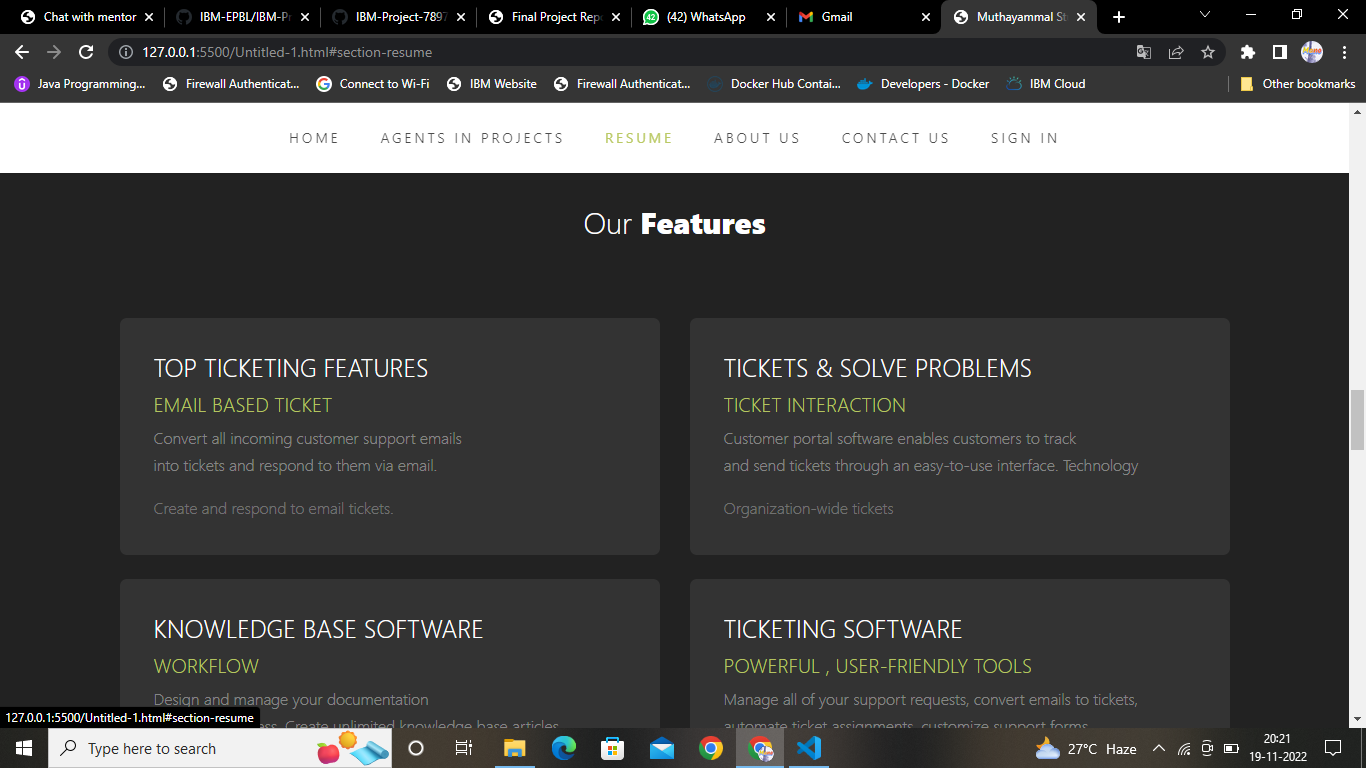 Chat with mentor
IBM-EPBL/IBM-Pr
IBM-Project-7897
Final Project Rep
(42) WhatsApp
Gmail
Muthayammal St
127.0.0.1:5500/Untitled-1.html#section-resume
Java Programming...
Firewall Authenticat...
Connect to Wi-Fi
IBM Website
Firewall Authenticat...
Docker Hub Contai...
Developers - Docker
IBM Cloud
Other bookmarks
HOME
AGENTS IN PROJECTS
RESUME
ABOUT US
CONTACT US
SIGN IN
Our Features
TOP TICKETING FEATURES
EMAIL BASED TICKET
Convert all incoming customer support emails
into tickets and respond to them via email.
Create and respond to email tickets.
TICKETS & SOLVE PROBLEMS
TICKET INTERACTION
Customer portal software enables customers to track
and send tickets through an easy-to-use interface. Technology
Organization-wide tickets
KNOWLEDGE BASE SOFTWARE
WORKFLOW
Design and manage your documentation
Create unlimited knowledge base articles
TICKETING SOFTWARE
POWERFUL , USER-FRIENDLY TOOLS
Manage all of your support requests, convert emails to tickets,
automate ticket assignments, customize support forms
127.0.0.1:5500/Untitled-1.html#section-resume
Type here to search
27°C Haze
20:21
19-11-2022